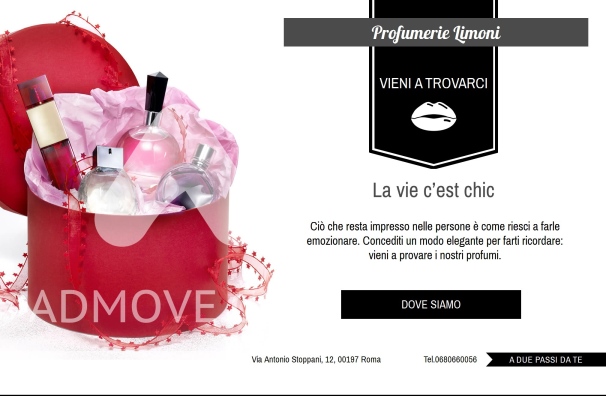 Profumerie Limoni
VIENI A TROVARCI
La vie c'est chic
Ciò che resta impresso nelle persone è come riesci a farle
emozionare. Concediti un modo elegante per farti ricordare:
vieni a provare i nostri profumi.
ADMOVE
DOVE SIAMO
Via Antonio Stoppani, 12, 00197 Roma
Tel.0680660056
A DUE PASSI DA TE